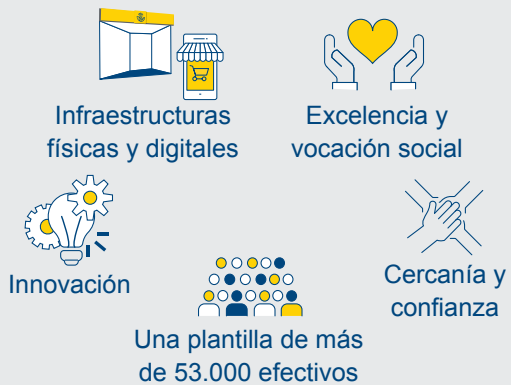 Infraestructuras
físicas y digitales
Excelencia y
vocación social
Innovación
Cercanía y
confianza
Una plantilla de más
de 53.000 efectivos